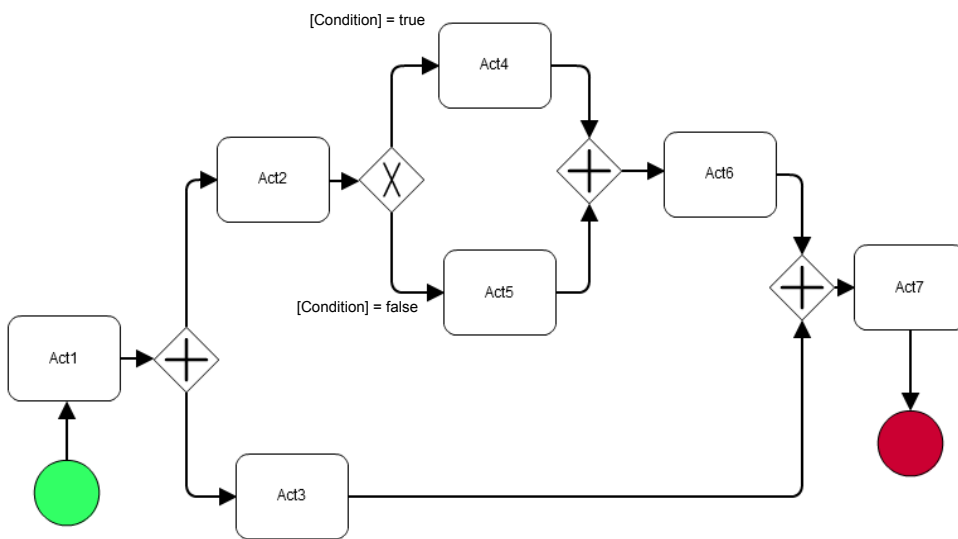 [Condition] = true
Act4
Act2
Act6
Act5
[Condition] = false
Act7
Act1
Act3